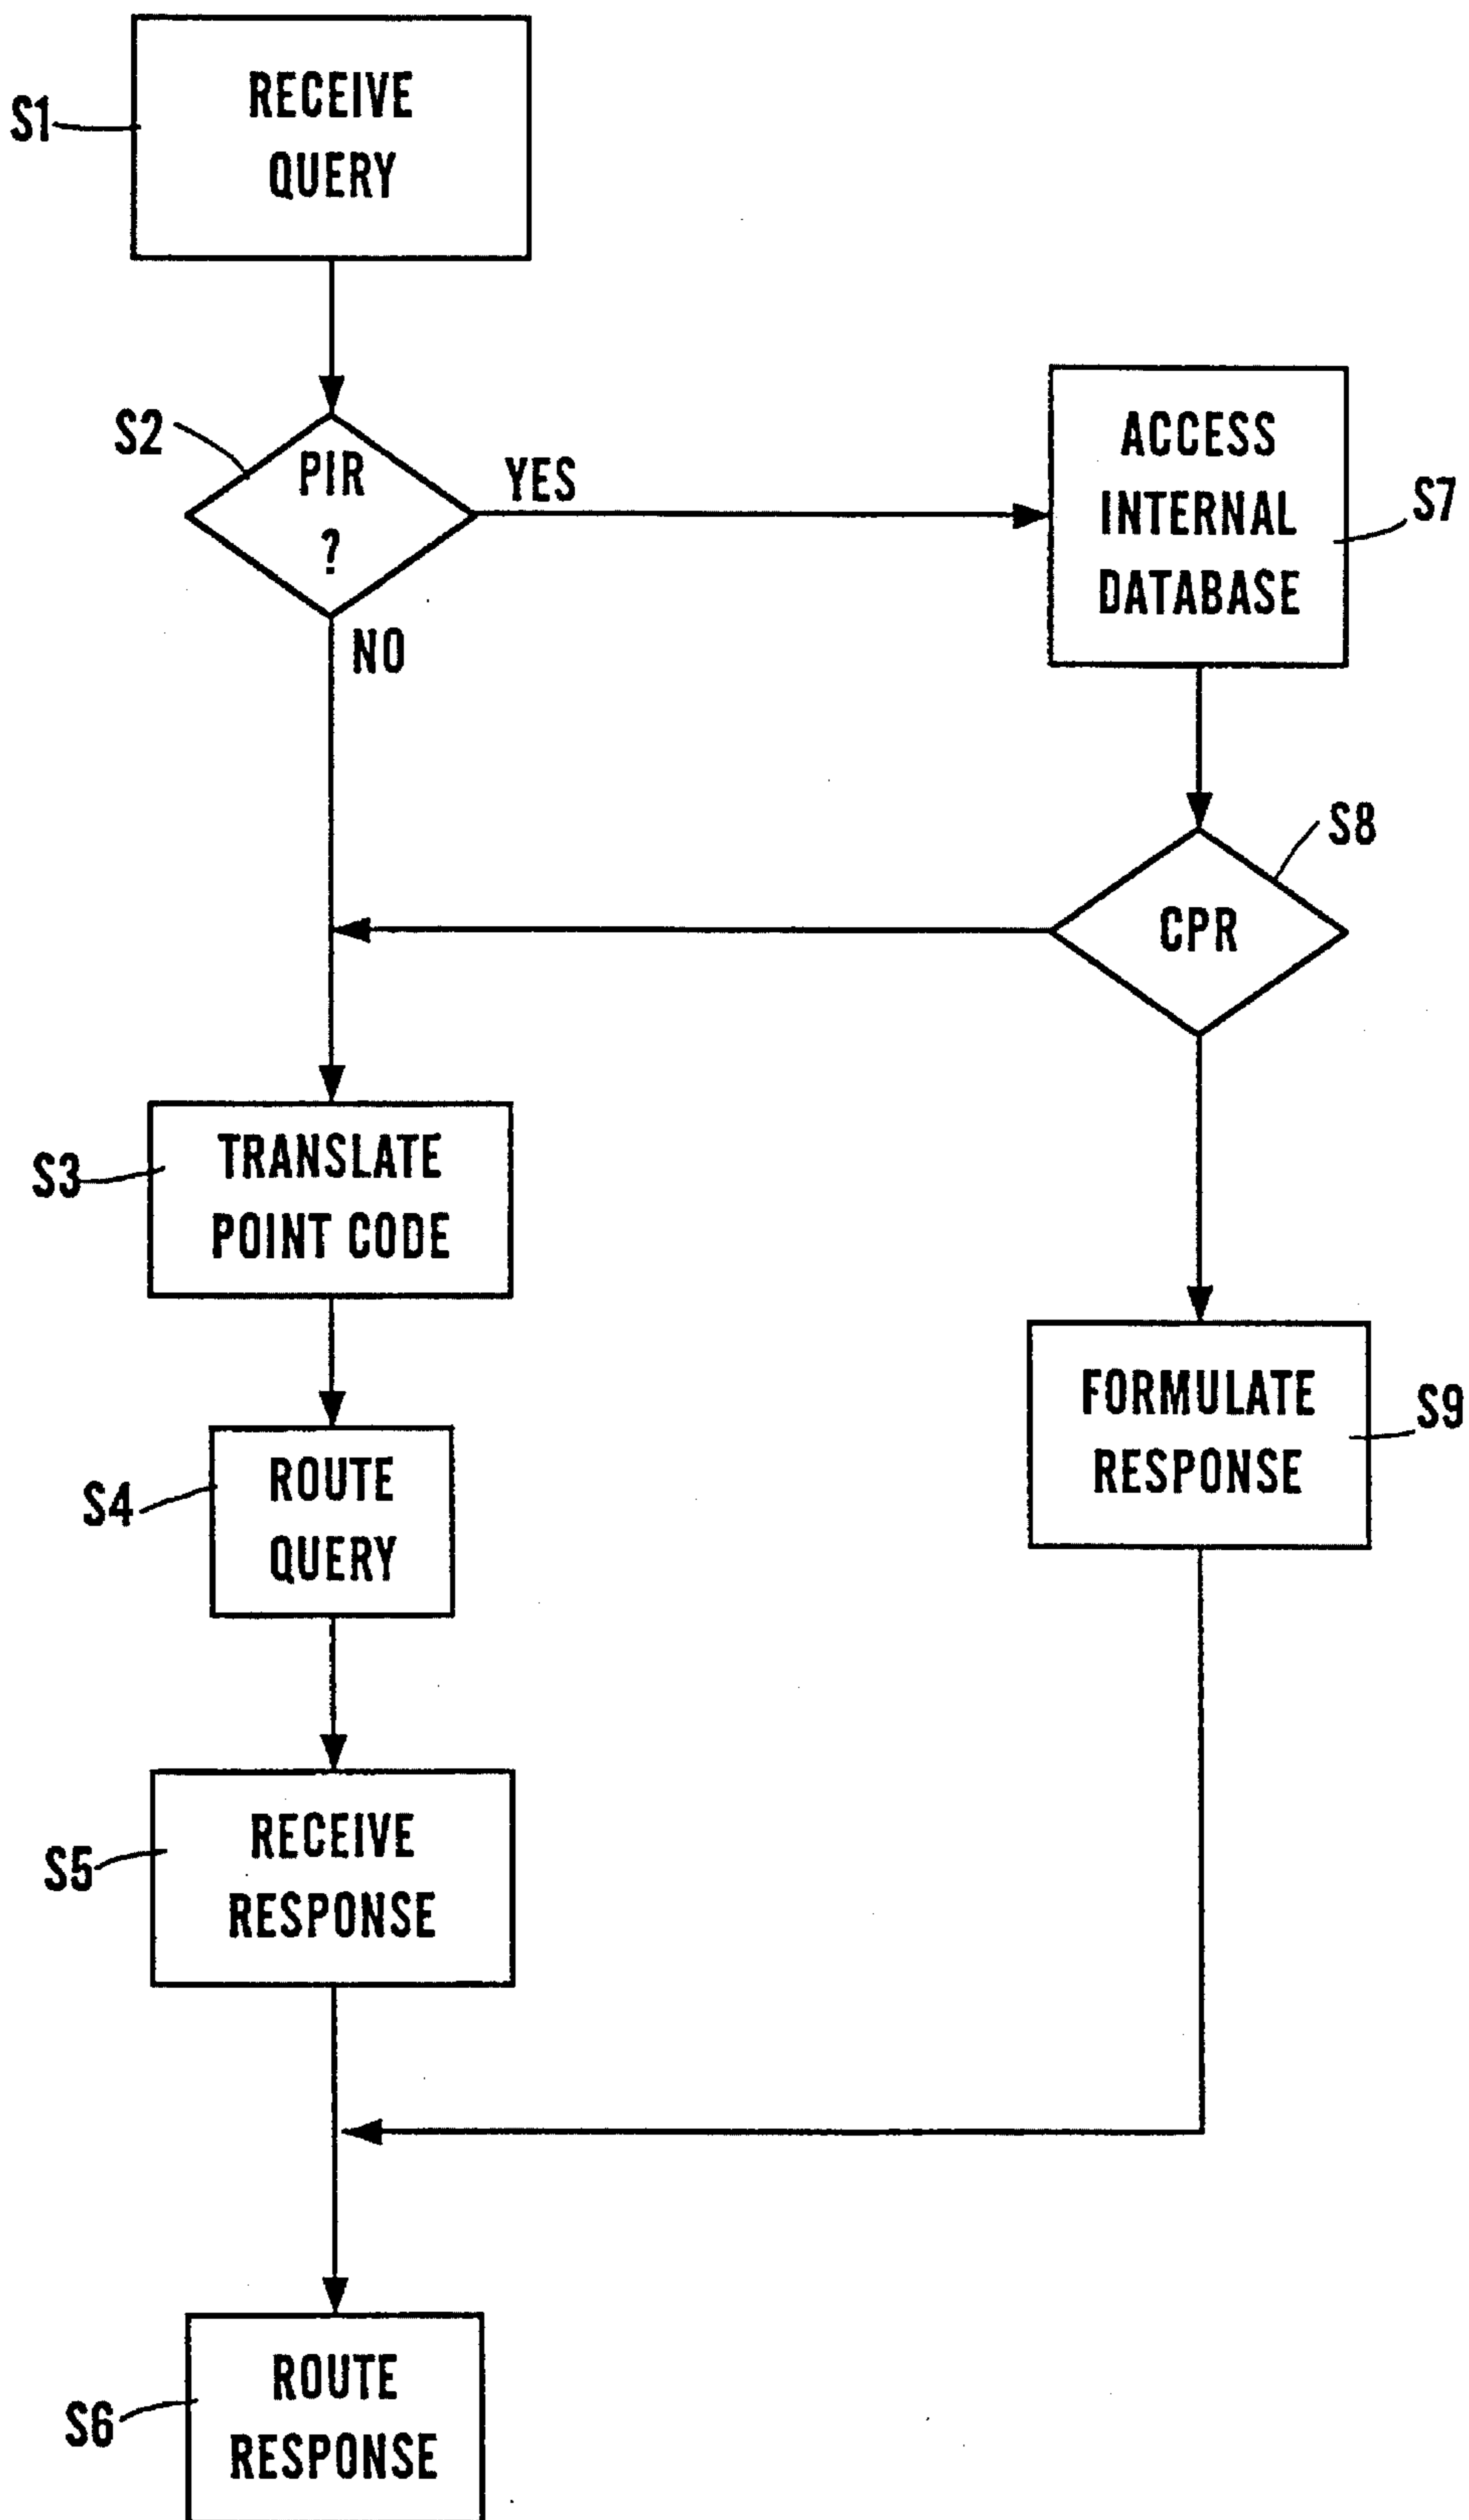 S1
RECEIVE
QUERY
S2
PIR
?
YES
NO
ACCESS
INTERNAL
DATABASE
S7
S8
CPR
S3
TRANSLATE
POINT CODE
S4
ROUTE
QUERY
FORMULATE
RESPONSE
S9
S5
RECEIVE
RESPONSE
S6
ROUTE
RESPONSE